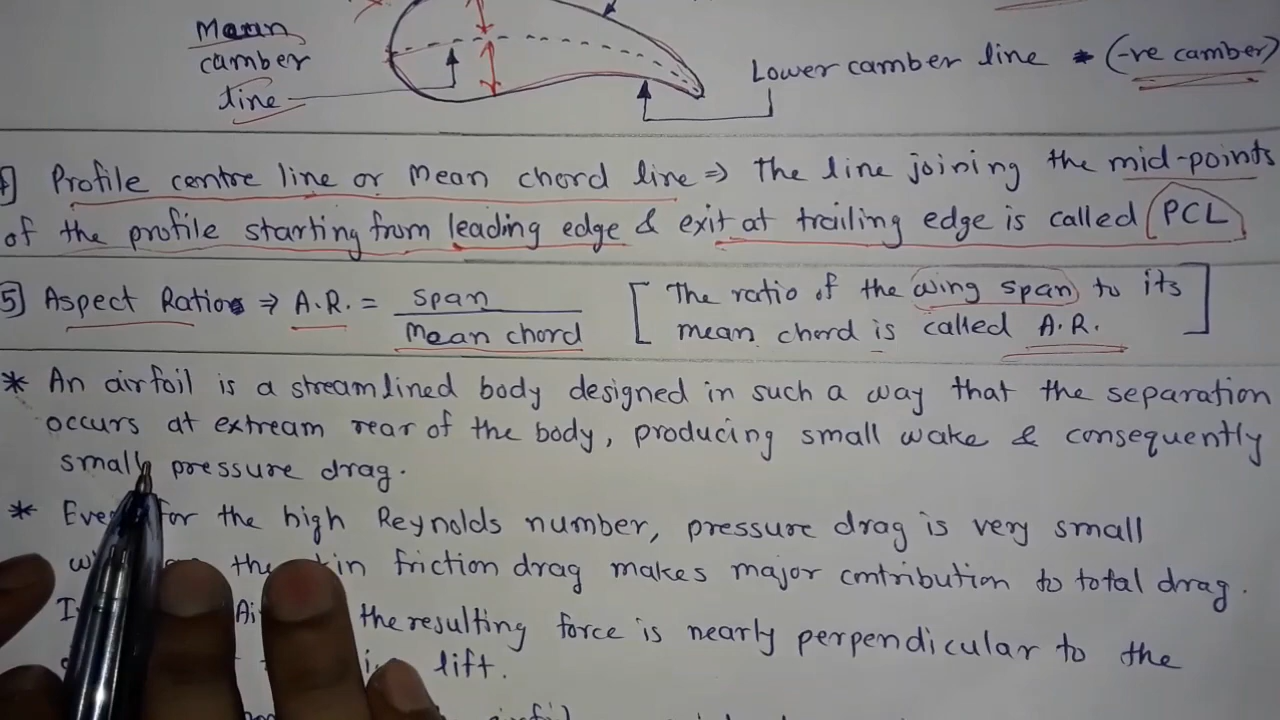 Mean
camber
line
Lower camber line * (-re camber)
Profile centre line or Mean chord line ⇒ The line joining the mid-points
of the profile starting from leading edge & exit at trailing edge is called PCL
5] Aspect Ratio ⇒ A.R. = span / Mean chord [The ratio of the wing span to its
mean chord is called A.R.]
* An airfoil is a streamlined body designed in such a way that the separation
occurs at extream rear of the body, producing small wake & consequently
small pressure drag.
* for the high Reynolds number, pressure drag is very small
the friction drag makes major contribution to total drag.
the resulting force is nearly perpendicular to the
lift.